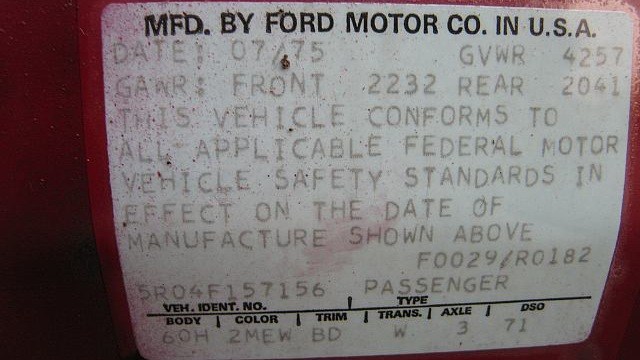 MFD. BY FORD MOTOR CO. IN U.S.A.
DATE: 07/75 GVWR 4257
GAWR: FRONT 2232 REAR 2041
THIS VEHICLE CONFORMS TO
ALL APPLICABLE FEDERAL MOTOR
VEHICLE SAFETY STANDARDS IN
EFFECT ON THE DATE OF
MANUFACTURE SHOWN ABOVE
F0029/R0182
5R04F157156 PASSENGER
VEH. IDENT. NO. TYPE
BODY COLOR TRIM TRANS. AXLE DSO
60H 2MEW BD W 3 71